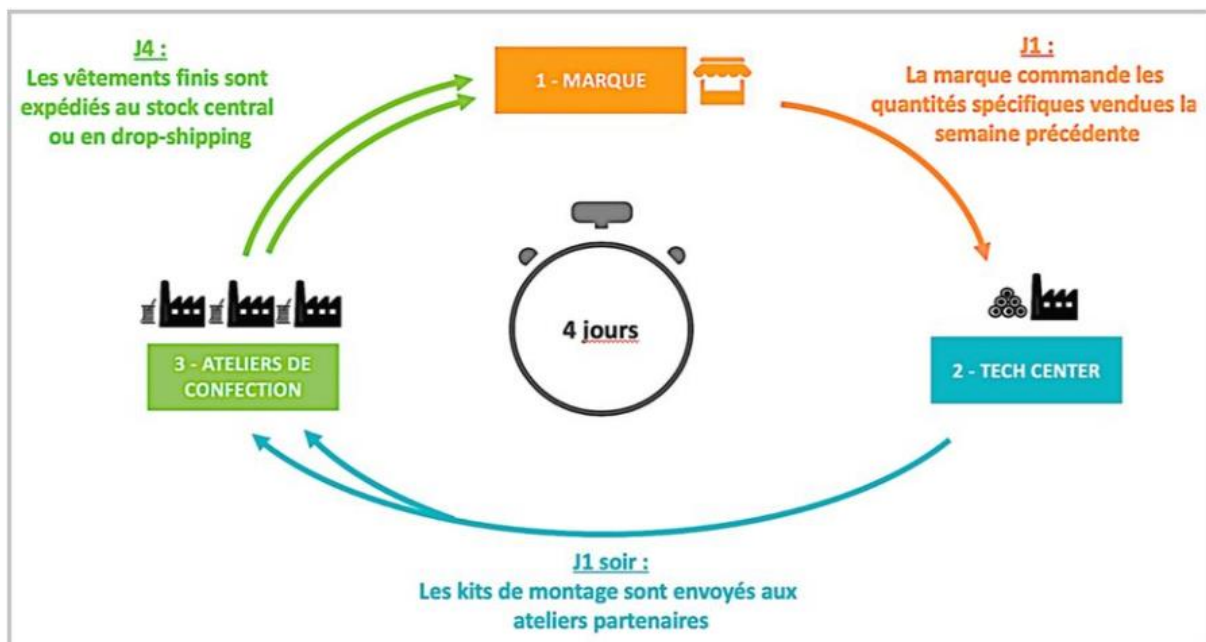 J4 :
Les vêtements finis sont
expédiés au stock central
ou en drop-shipping
1 - MARQUE
J1 :
La marque commande les
quantités spécifiques vendues la
semaine précédente
4 jours
3 - ATELIERS DE
CONFECTION
2 - TECH CENTER
J1 soir :
Les kits de montage sont envoyés aux
ateliers partenaires